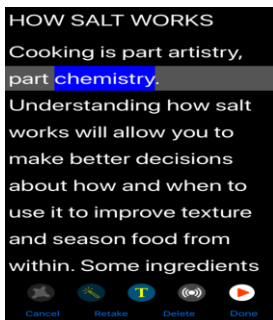 HOW SALT WORKS
Cooking is part artistry,
part chemistry.
Understanding how salt
works will allow you to
make better decisions
about how and when to
use it to improve texture
and season food from
within. Some ingredients
T
Cancel Retake Delete Done